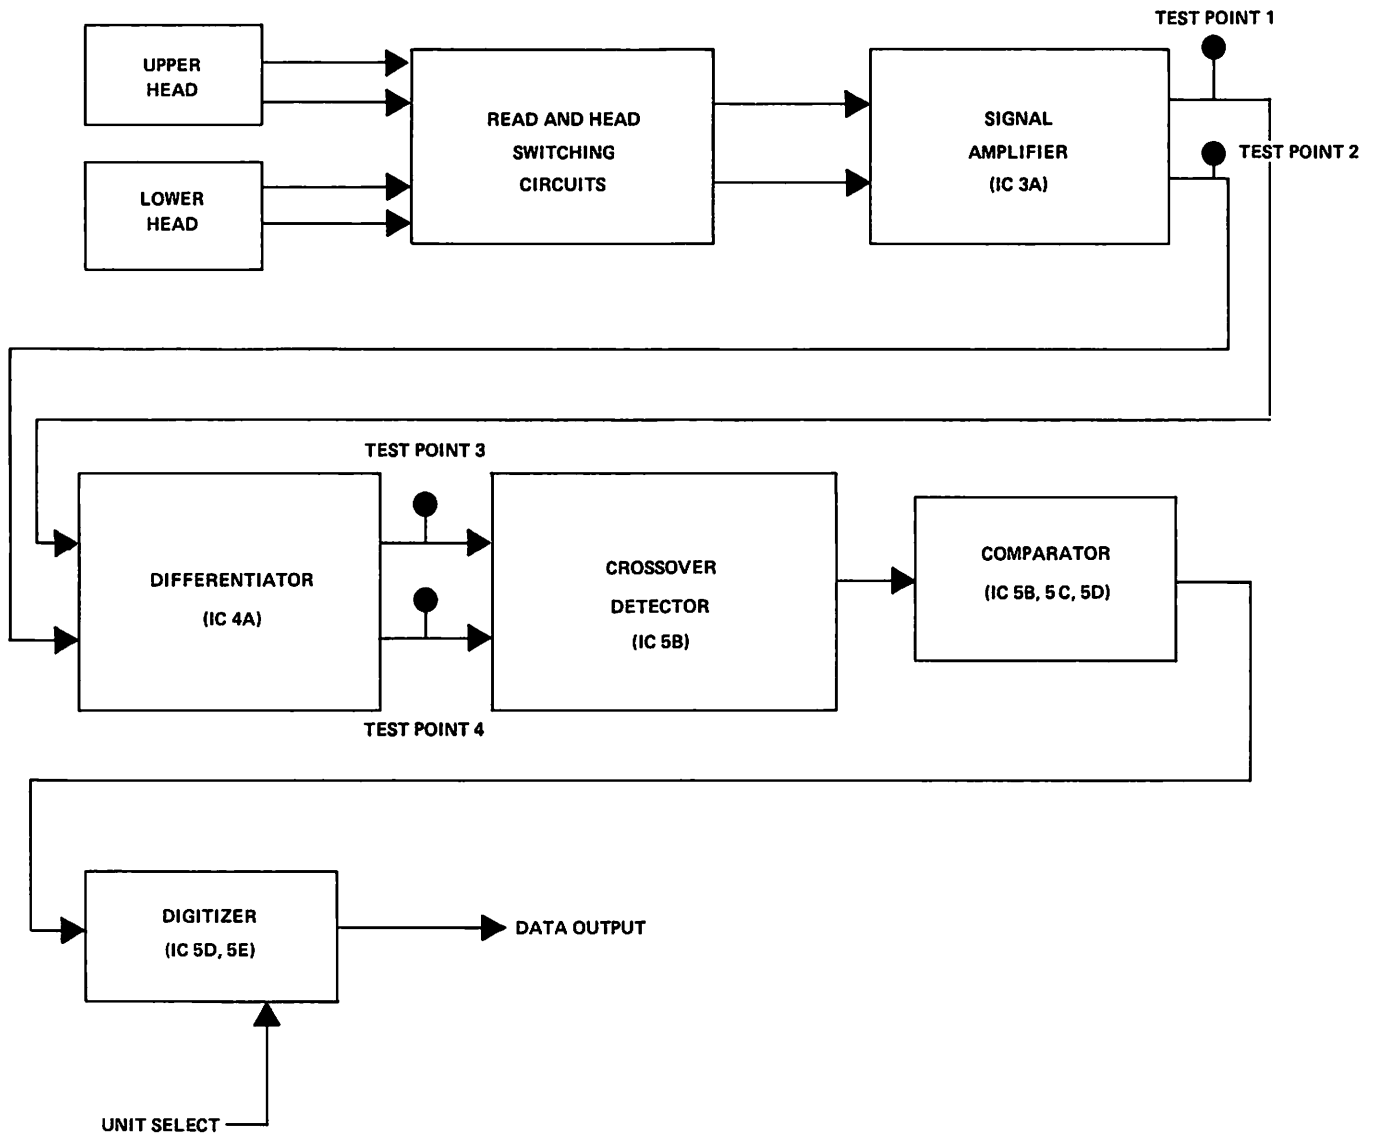 TEST POINT 1
UPPER
HEAD
READ AND HEAD
SWITCHING
CIRCUITS
SIGNAL
AMPLIFIER
(IC 3A)
TEST POINT 2
LOWER
HEAD
TEST POINT 3
DIFFERENTIATOR
(IC 4A)
CROSSOVER
DETECTOR
(IC 5B)
COMPARATOR
(IC 5B, 5C, 5D)
TEST POINT 4
DIGITIZER
(IC 5D, 5E)
DATA OUTPUT
UNIT SELECT